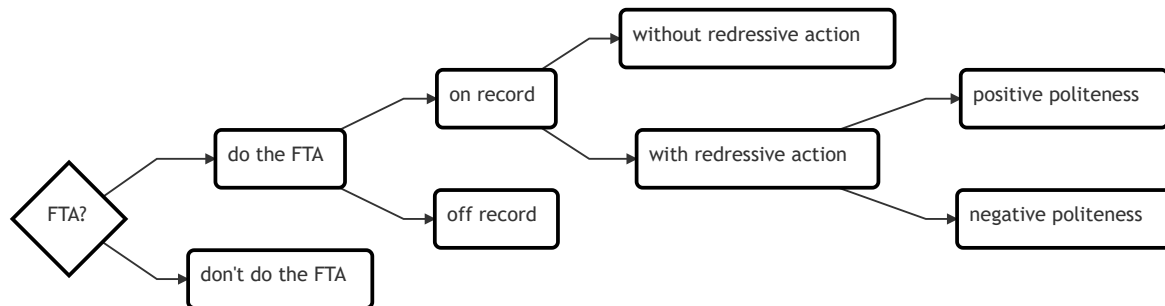 without redressive action
on record
positive politeness
do the FTA
with redressive action
FTA?
off record
negative politeness
don't do the FTA